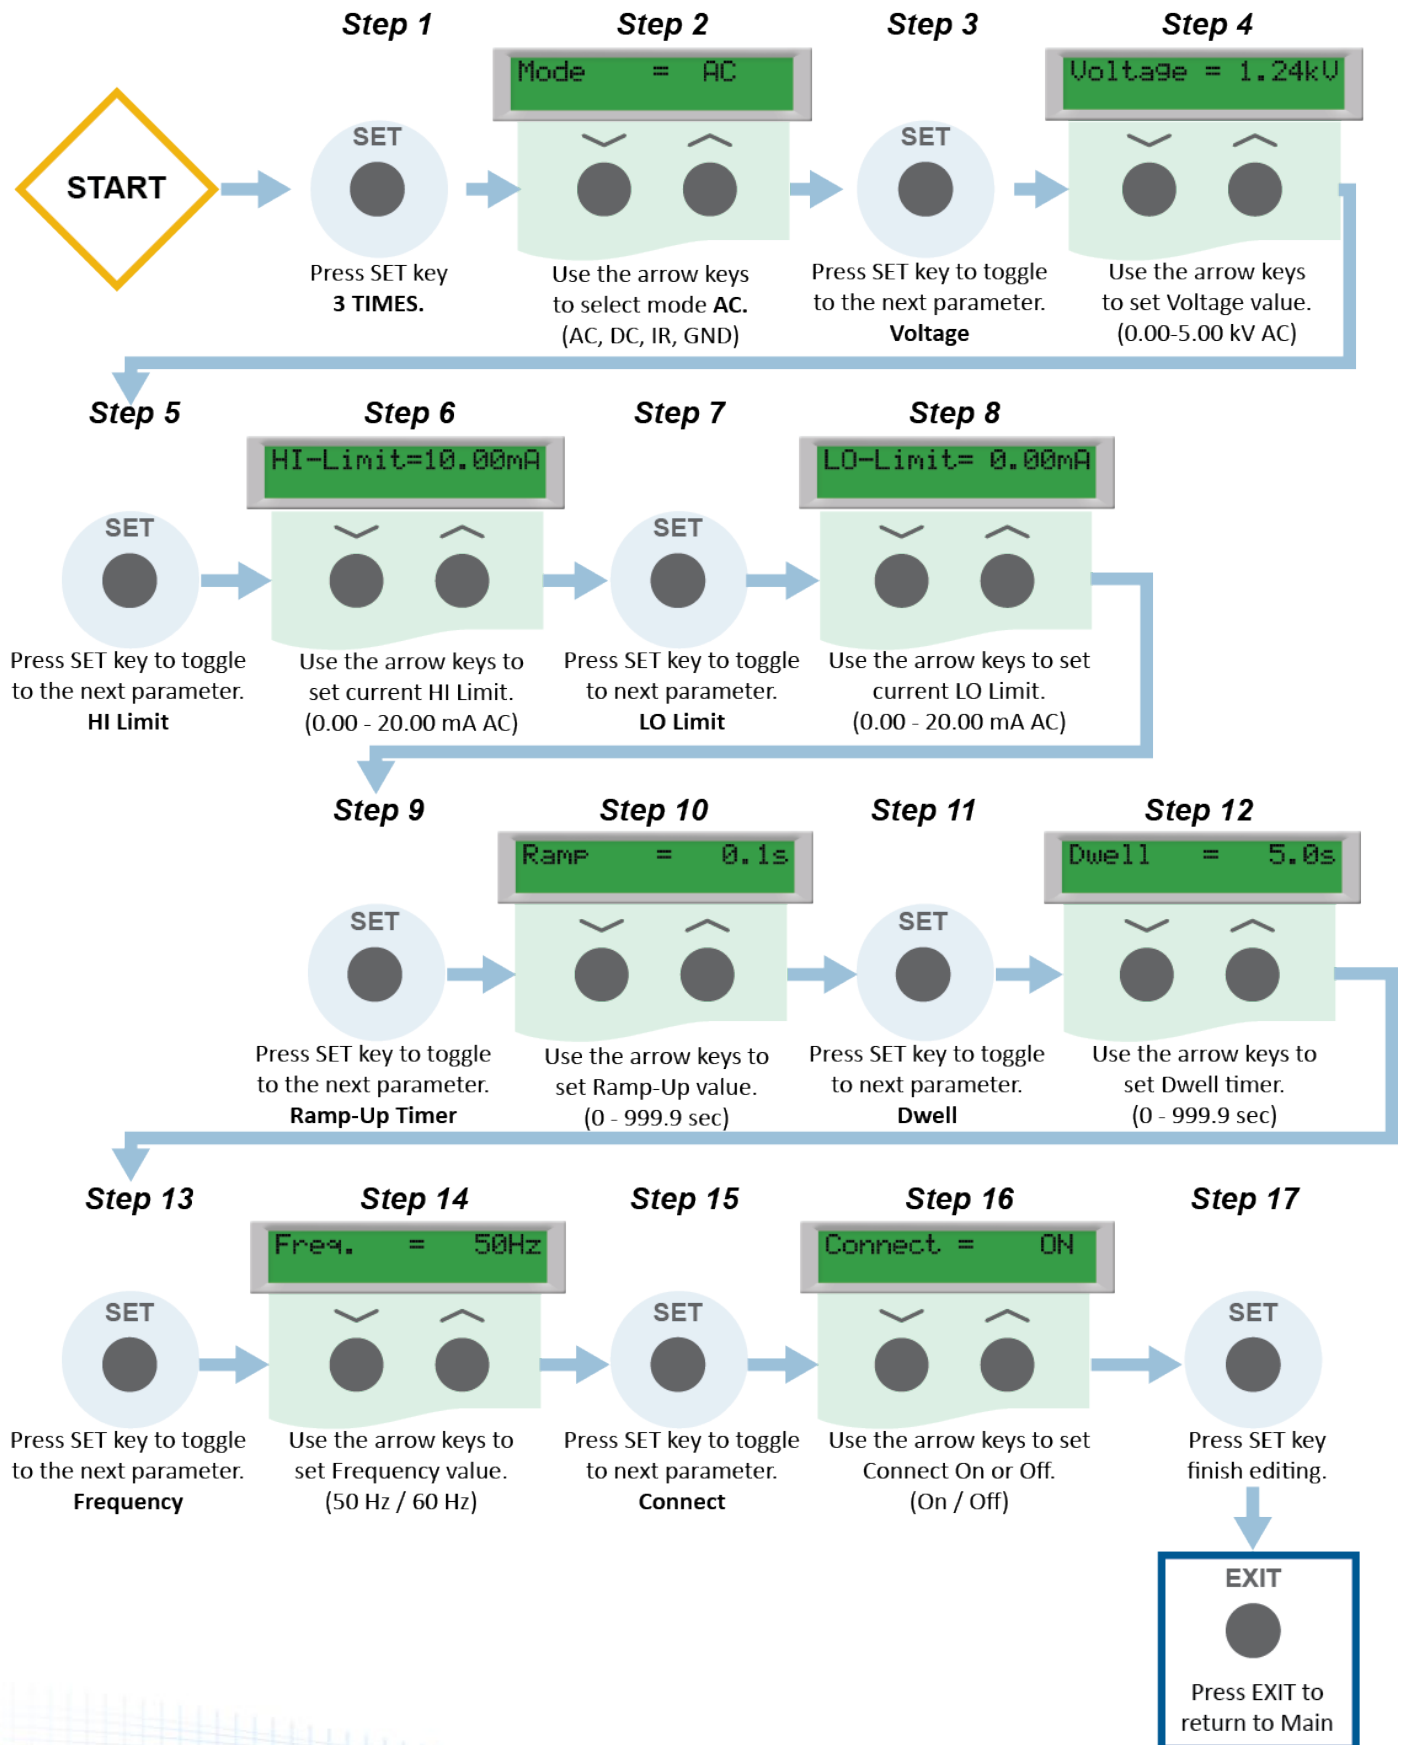 Step 1
Step 2
Step 3
Step 4
Mode = AC
Voltage = 1.24kV
START
SET
SET
Press SET key
3 TIMES.
Use the arrow keys
to select mode AC.
(AC, DC, IR, GND)
Press SET key to toggle
to the next parameter.
Voltage
Use the arrow keys
to set Voltage value.
(0.00-5.00 kV AC)
Step 5
Step 6
Step 7
Step 8
HI-Limit=10.00mA
LO-Limit= 0.00mA
SET
SET
Press SET key to toggle
to the next parameter.
HI Limit
Use the arrow keys to
set current HI Limit.
(0.00 - 20.00 mA AC)
Press SET key to toggle
to next parameter.
LO Limit
Use the arrow keys to set
current LO Limit.
(0.00 - 20.00 mA AC)
Step 9
Step 10
Step 11
Step 12
Ramp = 0.1s
Dwell = 5.0s
SET
SET
Press SET key to toggle
to the next parameter.
Ramp-Up Timer
Use the arrow keys to
set Ramp-Up value.
(0 - 999.9 sec)
Press SET key to toggle
to next parameter.
Dwell
Use the arrow keys to
set Dwell timer.
(0 - 999.9 sec)
Step 13
Step 14
Step 15
Step 16
Step 17
Freq. = 50Hz
Connect = ON
SET
SET
SET
Press SET key to toggle
to the next parameter.
Frequency
Use the arrow keys to
set Frequency value.
(50 Hz / 60 Hz)
Press SET key to toggle
to next parameter.
Connect
Use the arrow keys to set
Connect On or Off.
(On / Off)
Press SET key
finish editing.
EXIT
Press EXIT to
return to Main